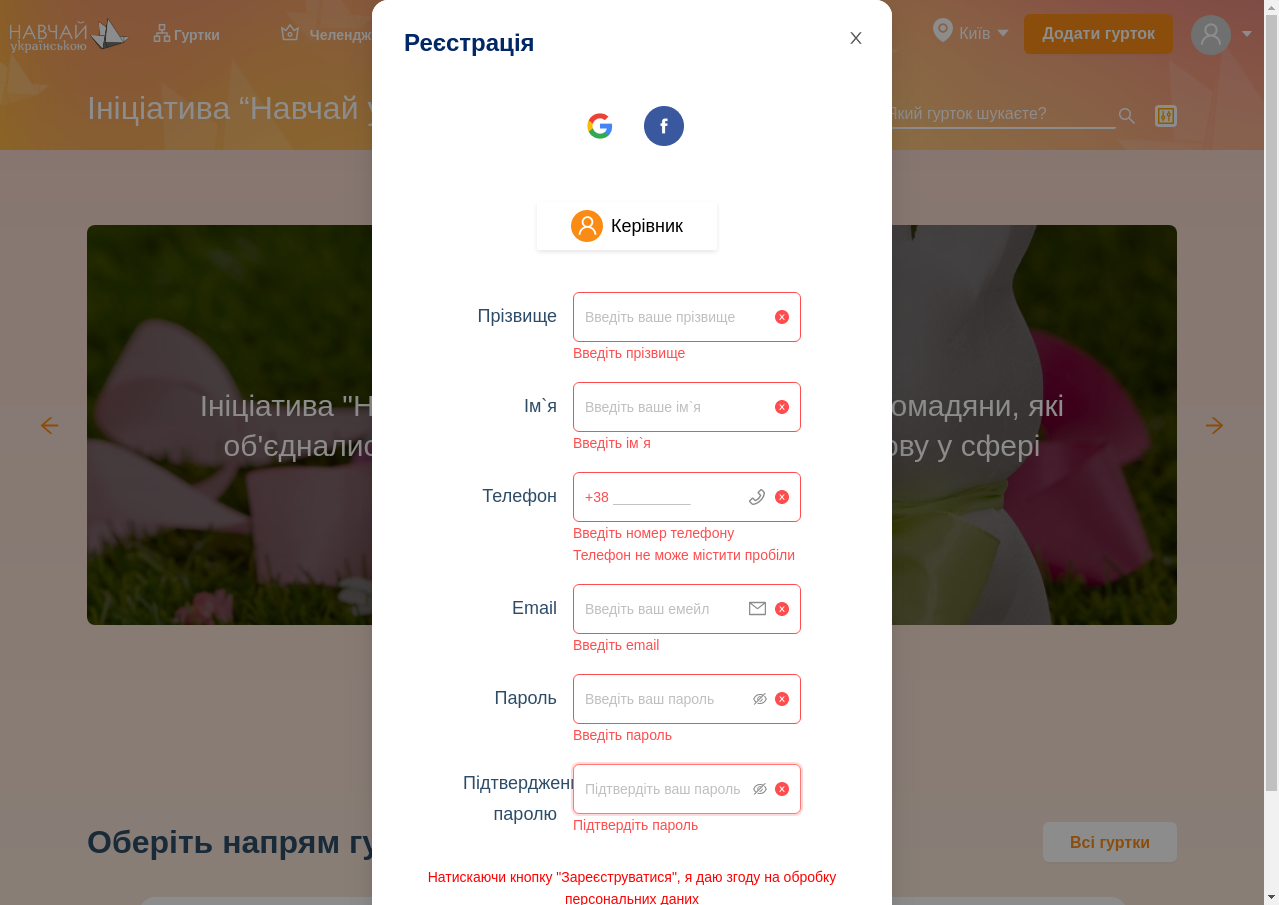 НАВЧАЙ
українською
Гуртки
Челендж
Київ
Додати гурток
Ініціатива “Навчай у
Який гурток шукаєте?
Реєстрація
Керівник
Прізвище
Введіть ваше прізвище
Введіть прізвище
Ім`я
Введіть ваше ім`я
Введіть ім`я
Телефон
+38 __________
Введіть номер телефону
Телефон не може містити пробіли
Email
Введіть ваш емейл
Введіть email
Пароль
Введіть ваш пароль
Введіть пароль
Підтверджен
паролю
Підтвердіть ваш пароль
Підтвердіть пароль
Натискаючи кнопку "Зареєструватися", я даю згоду на обробку
персональних даних
Ініціатива "Н
омадяни, які
об'єдналис
ову у сфері
Оберіть напрям гу
Всі гуртки